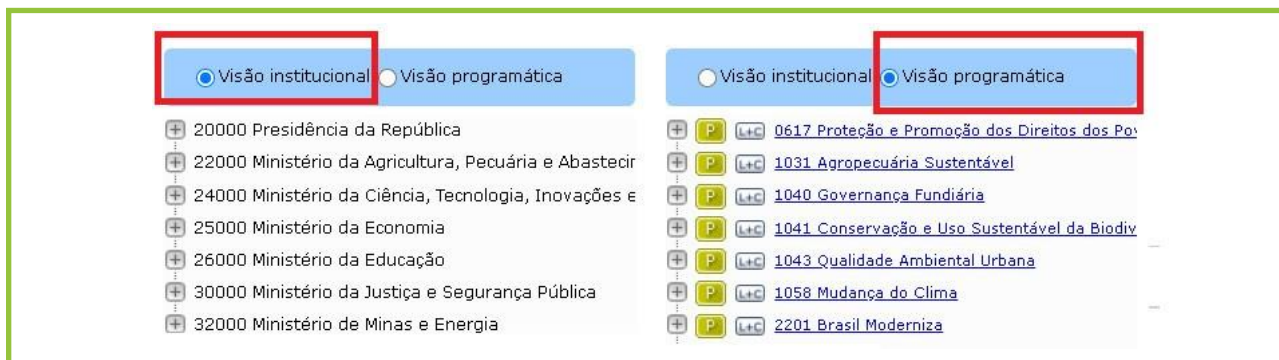 Visão institucional Visão programática
20000 Presidência da República
22000 Ministério da Agricultura, Pecuária e
24000 Ministério da Ciência, Tecnologia, Inovações e
25000 Ministério da Economia
26000 Ministério da Educação
30000 Ministério da Justiça e Segurança Pública
32000 Ministério de Minas e Energia
Visão institucional Visão programática
P L+C 0617 Proteção e Promoção dos Direitos dos
P L+C 1031 Agropecuária Sustentável
P L+C 1040 Governança Fundiária
P L+C 1041 Conservação e Uso Sustentável da
P L+C 1043 Qualidade Ambiental Urbana
P L+C 1058 Mudança do Clima
P L+C 2201 Brasil Moderniza